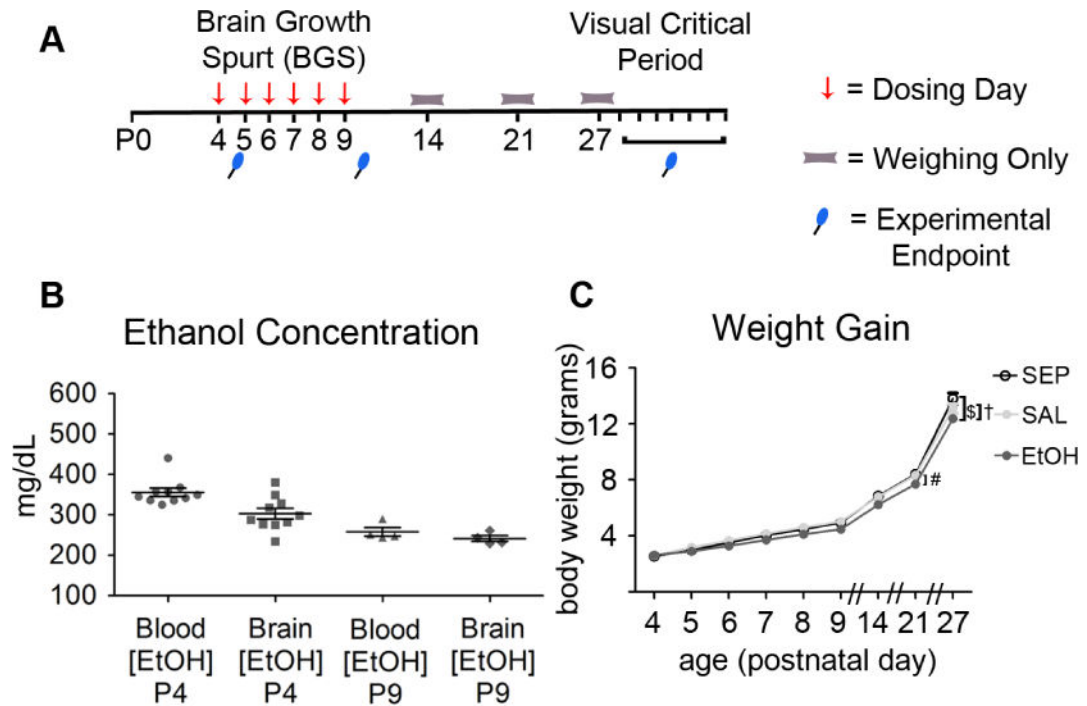 A
Brain Growth
Spurt (BGS)
Visual Critical
Period
P0
4 5 6 7 8 9 14 21 27
↓ = Dosing Day
= Weighing Only
= Experimental
Endpoint
B
Ethanol Concentration
mg/dL
600
500
400
300
200
100
Blood [EtOH] P4
Brain [EtOH] P4
Blood [EtOH] P9
Brain [EtOH] P9
C
Weight Gain
body weight (grams)
16
12
8
4
SEP
SAL
EtOH
$ †
#
4 5 6 7 8 9 // 14 // 21 // 27
age (postnatal day)